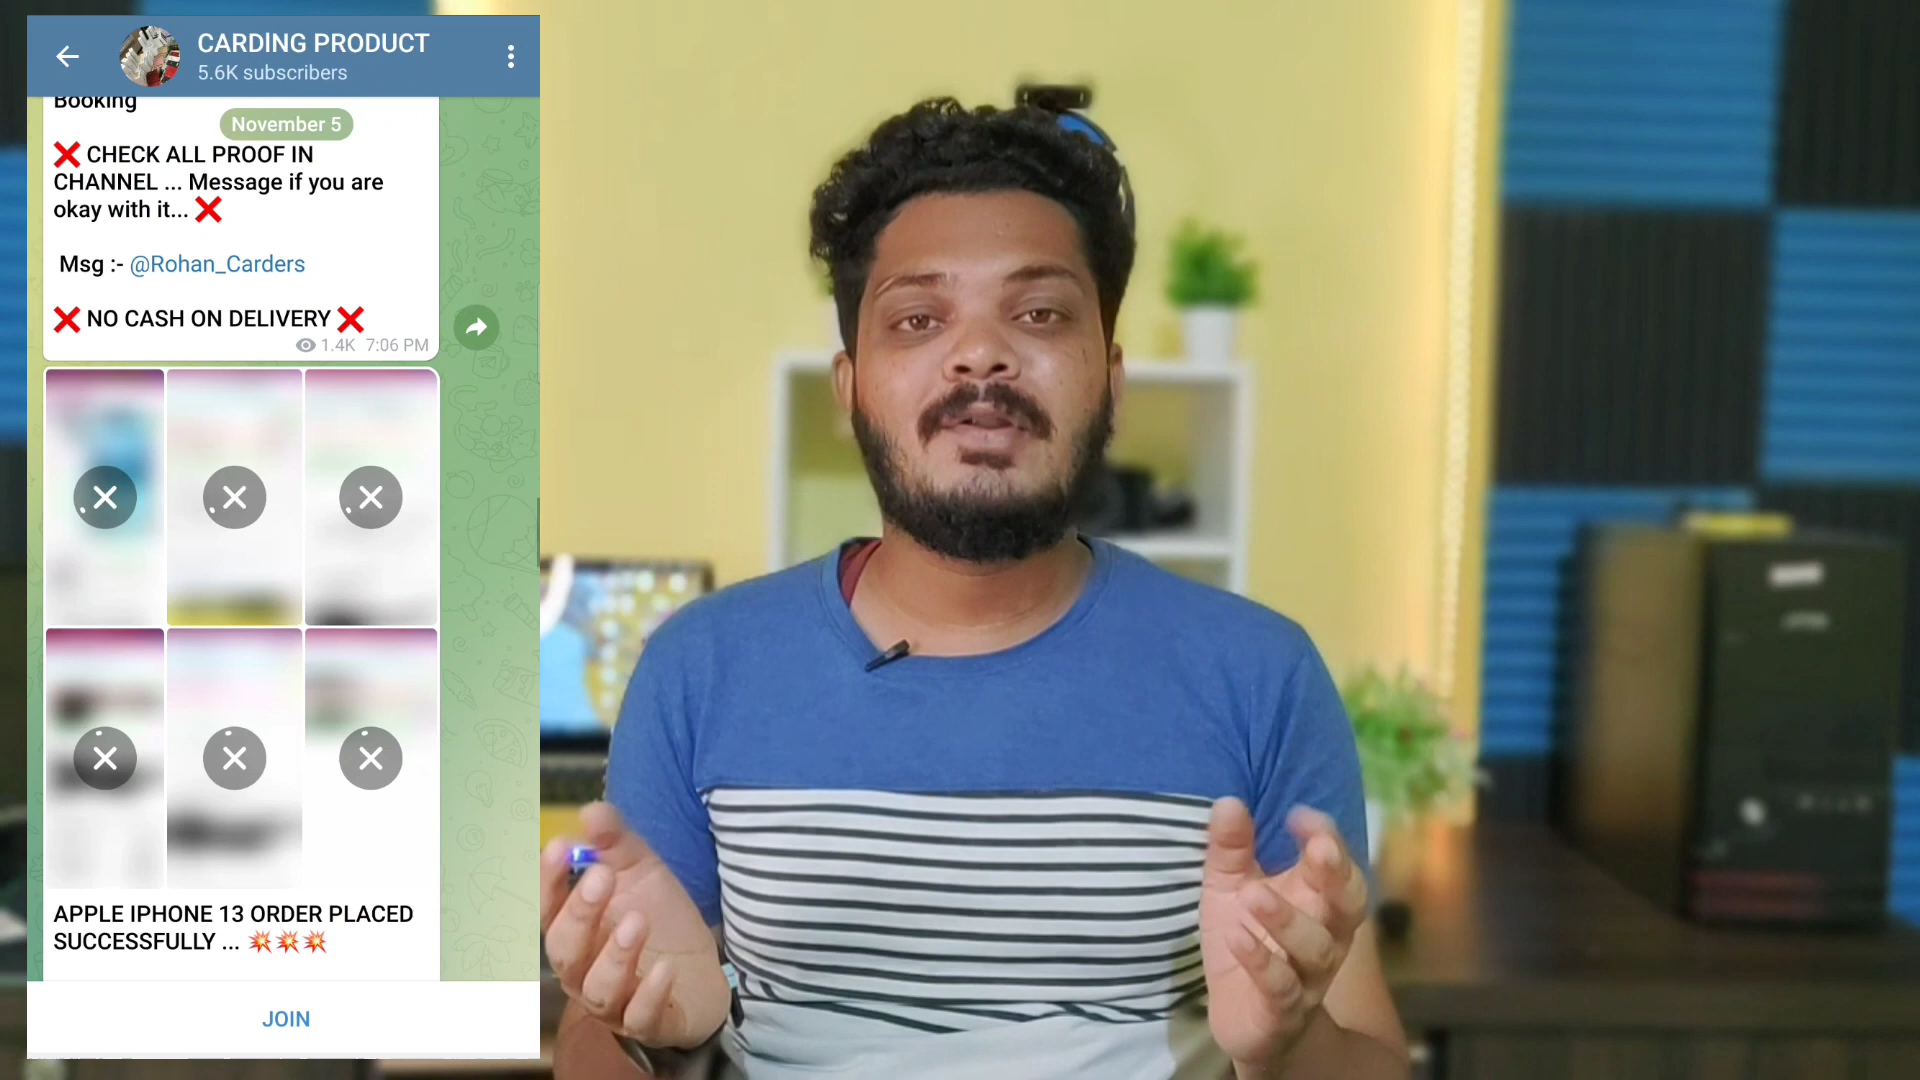 CARDING PRODUCT
5.6K subscribers
Booking
November 5
❌ CHECK ALL PROOF IN
CHANNEL ... Message if you are
okay with it... ❌
Msg :- @Rohan_Carders
❌ NO CASH ON DELIVERY ❌
1.4K 7:06 PM
APPLE IPHONE 13 ORDER PLACED
SUCCESSFULLY ... 💥💥💥
JOIN